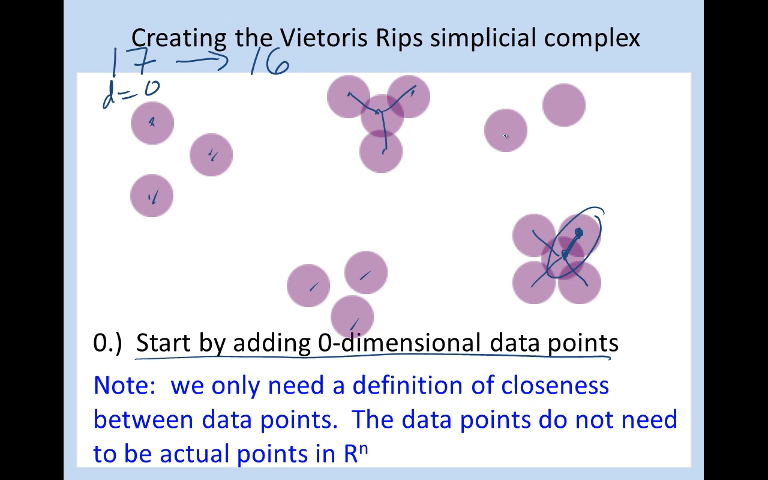 Creating the Vietoris Rips simplicial complex
17 → 16
d=0
0.) Start by adding 0-dimensional data points
Note: we only need a definition of closeness
between data points. The data points do not need
to be actual points in Rⁿ